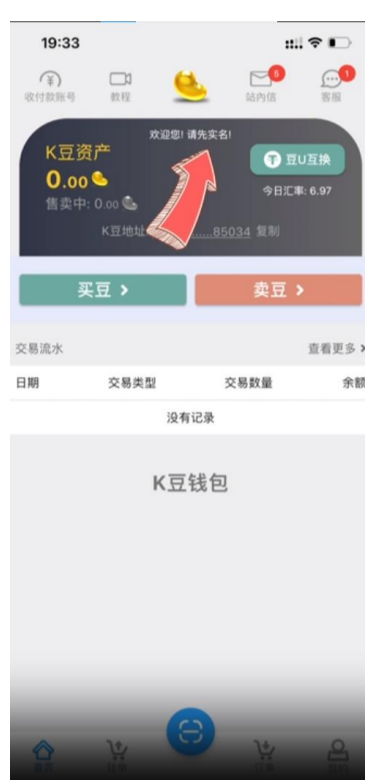 19:33
收付款账号
教程
5
站内信
1
客服
欢迎您! 请先实名!
K豆资产
0.00
豆U互换
售卖中: 0.00
今日汇率: 6.97
K豆地址
......85034 复制
买豆 ›
卖豆 ›
交易流水
查看更多 ›
日期 交易类型 交易数量 余额
没有记录
K豆钱包
首页